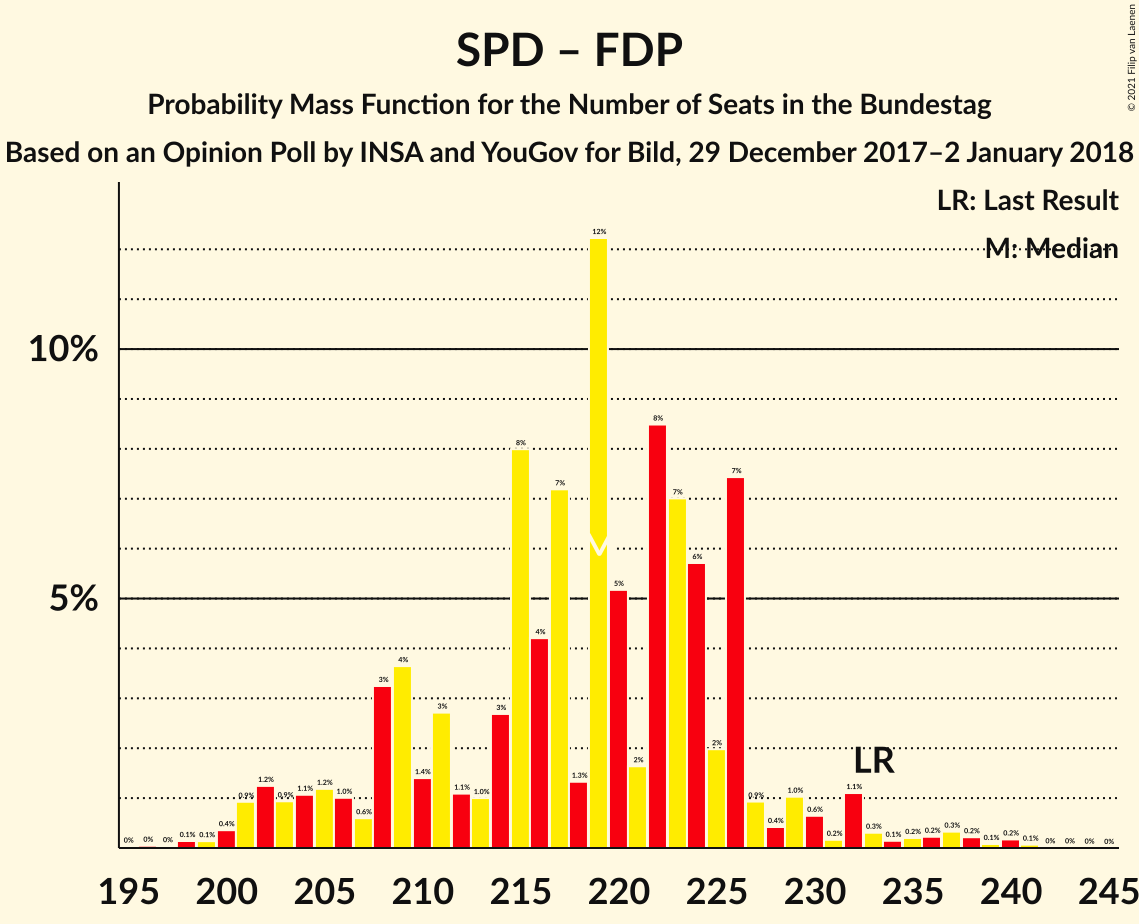 SPD – FDP
Probability Mass Function for the Number of Seats in the Bundestag
Based on an Opinion Poll by INSA and YouGov for Bild, 29 December 2017–2 January 2018
© 2021 Filip van Laenen
LR: Last Result
M: Median
10%
5%
0% 0% 0% 0.1% 0.1% 0.4% 0.9% 1.2% 0.9% 1.1% 1.2% 1.0% 0.6% 3% 4% 1.4% 3% 1.1% 1.0% 3% 8% 4% 7% 1.3% 12% 5% 2% 8% 7% 6% 2% 7% 0.9% 0.4% 1.0% 0.6% 0.2% 1.1% 0.3% 0.1% 0.2% 0.2% 0.3% 0.2% 0.1% 0.2% 0.1% 0% 0% 0% 0%
M
LR
195 200 205 210 215 220 225 230 235 240 245